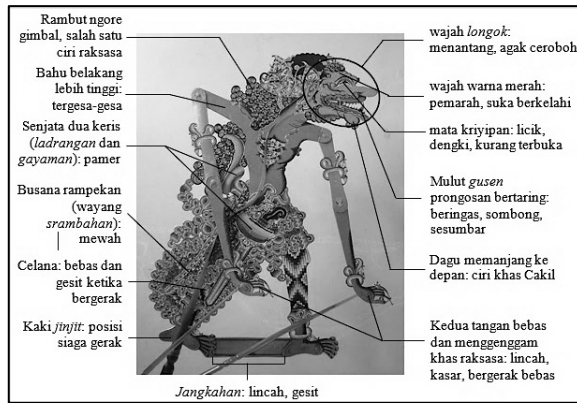 Rambut ngore
gimbal, salah satu
ciri raksasa
Bahu belakang
lebih tinggi:
tergesa-gesa
Senjata dua keris
(ladrangan dan
gayaman): pamer
Busana rampekan
(wayang
srambahan):
mewah
Celana: bebas dan
gesit ketika
bergerak
Kaki jinjit: posisi
siaga gerak
Jangkahan: lincah, gesit
wajah longok:
menantang, agak ceroboh
wajah warna merah:
pemarah, suka berkelahi
mata kriyipan: licik,
dengki, kurang terbuka
Mulut gusen
prongosan bertaring:
beringas, sombong,
sesumbar
Dagu memanjang ke
depan: ciri khas Cakil
Kedua tangan bebas
dan menggenggam
khas raksasa: lincah,
kasar, bergerak bebas